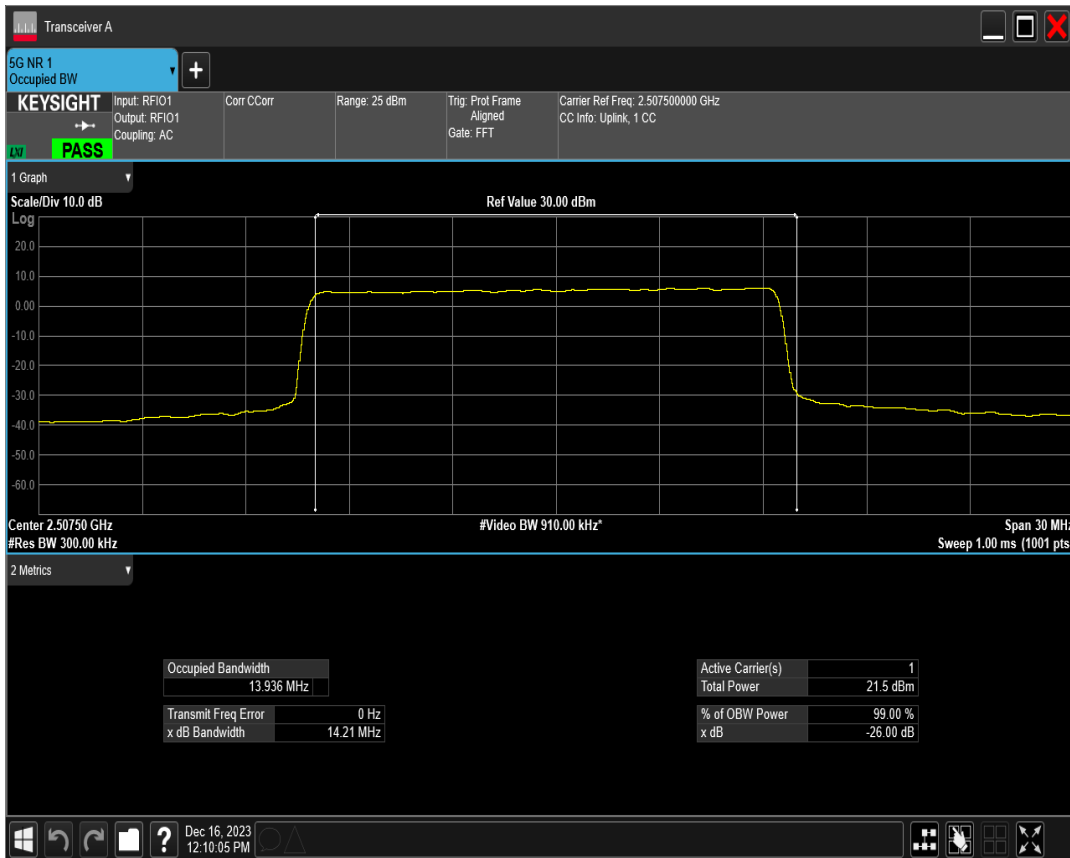 Transceiver A
5G NR 1
Occupied BW
+
KEYSIGHT
LXI
PASS
Input: RFIO1
Output: RFIO1
Coupling: AC
Corr CCorr
Range: 25 dBm
Trig: Prot Frame
Aligned
Gate: FFT
Carrier Ref Freq: 2.507500000 GHz
CC Info: Uplink, 1 CC
1 Graph
Scale/Div 10.0 dB
Ref Value 30.00 dBm
Log
20.0
10.0
0.00
-10.0
-20.0
-30.0
-40.0
-50.0
-60.0
Center 2.50750 GHz
#Video BW 910.00 kHz*
Span 30 MHz
#Res BW 300.00 kHz
Sweep 1.00 ms (1001 pts
2 Metrics
Occupied Bandwidth
13.936 MHz
Transmit Freq Error 0 Hz
x dB Bandwidth 14.21 MHz
Active Carrier(s) 1
Total Power 21.5 dBm
% of OBW Power 99.00 %
x dB -26.00 dB
?
Dec 16, 2023
12:10:05 PM